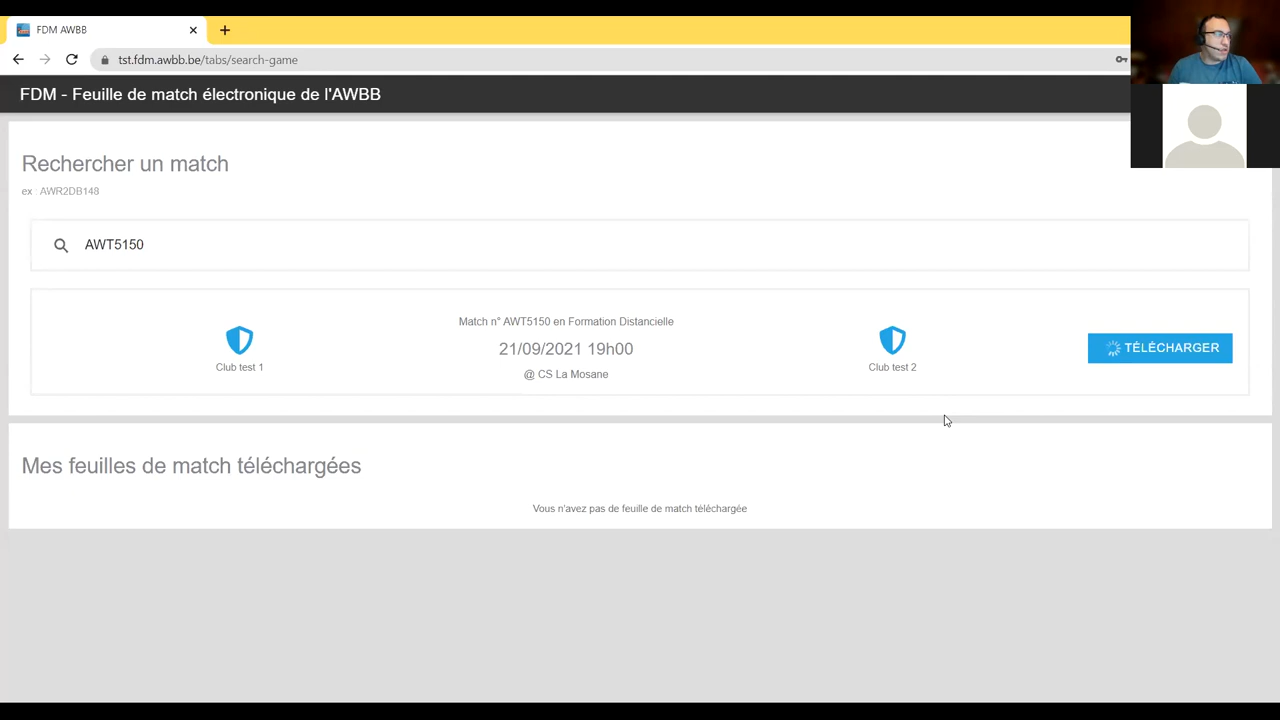 FDM AWBB
tst.fdm.awbb.be/tabs/search-game
FDM - Feuille de match électronique de l'AWBB
Rechercher un match
ex : AWR2DB148
AWT5150
Match n° AWT5150 en Formation Distancielle
21/09/2021 19h00
@ CS La Mosane
Club test 1
Club test 2
TÉLÉCHARGER
Mes feuilles de match téléchargées
Vous n'avez pas de feuille de match téléchargée